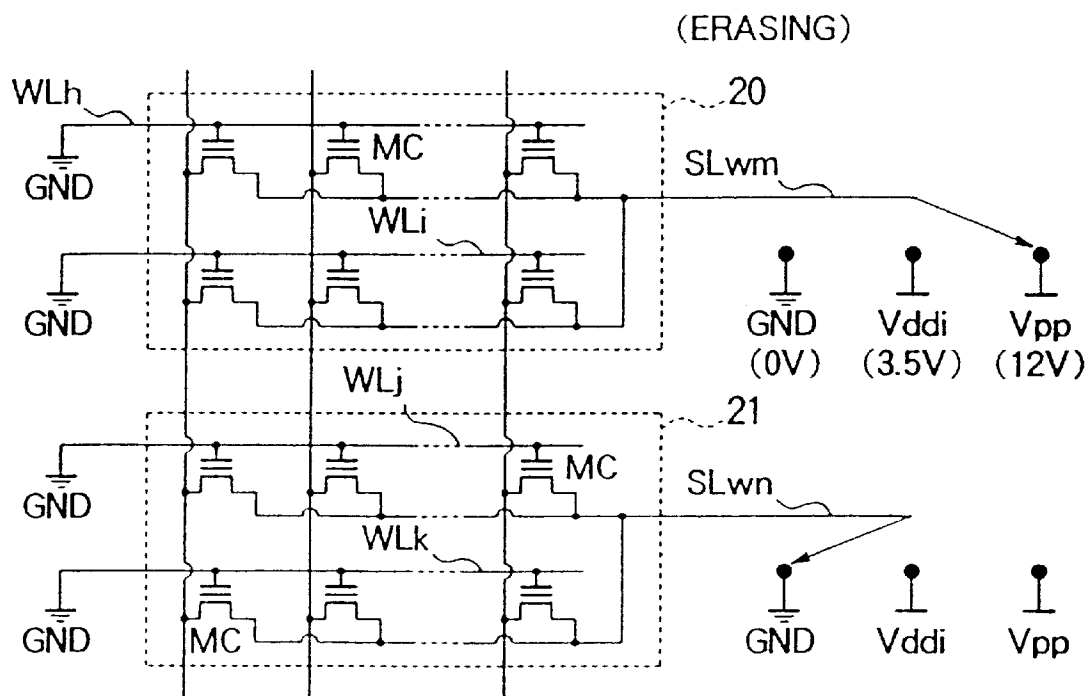 (ERASING)
WLh
20
MC
GND
SLwm
WLi
GND
GND
Vddi
Vpp
(0V)
(3.5V)
(12V)
WLj
21
MC
GND
SLwn
WLk
GND
MC
GND
Vddi
Vpp